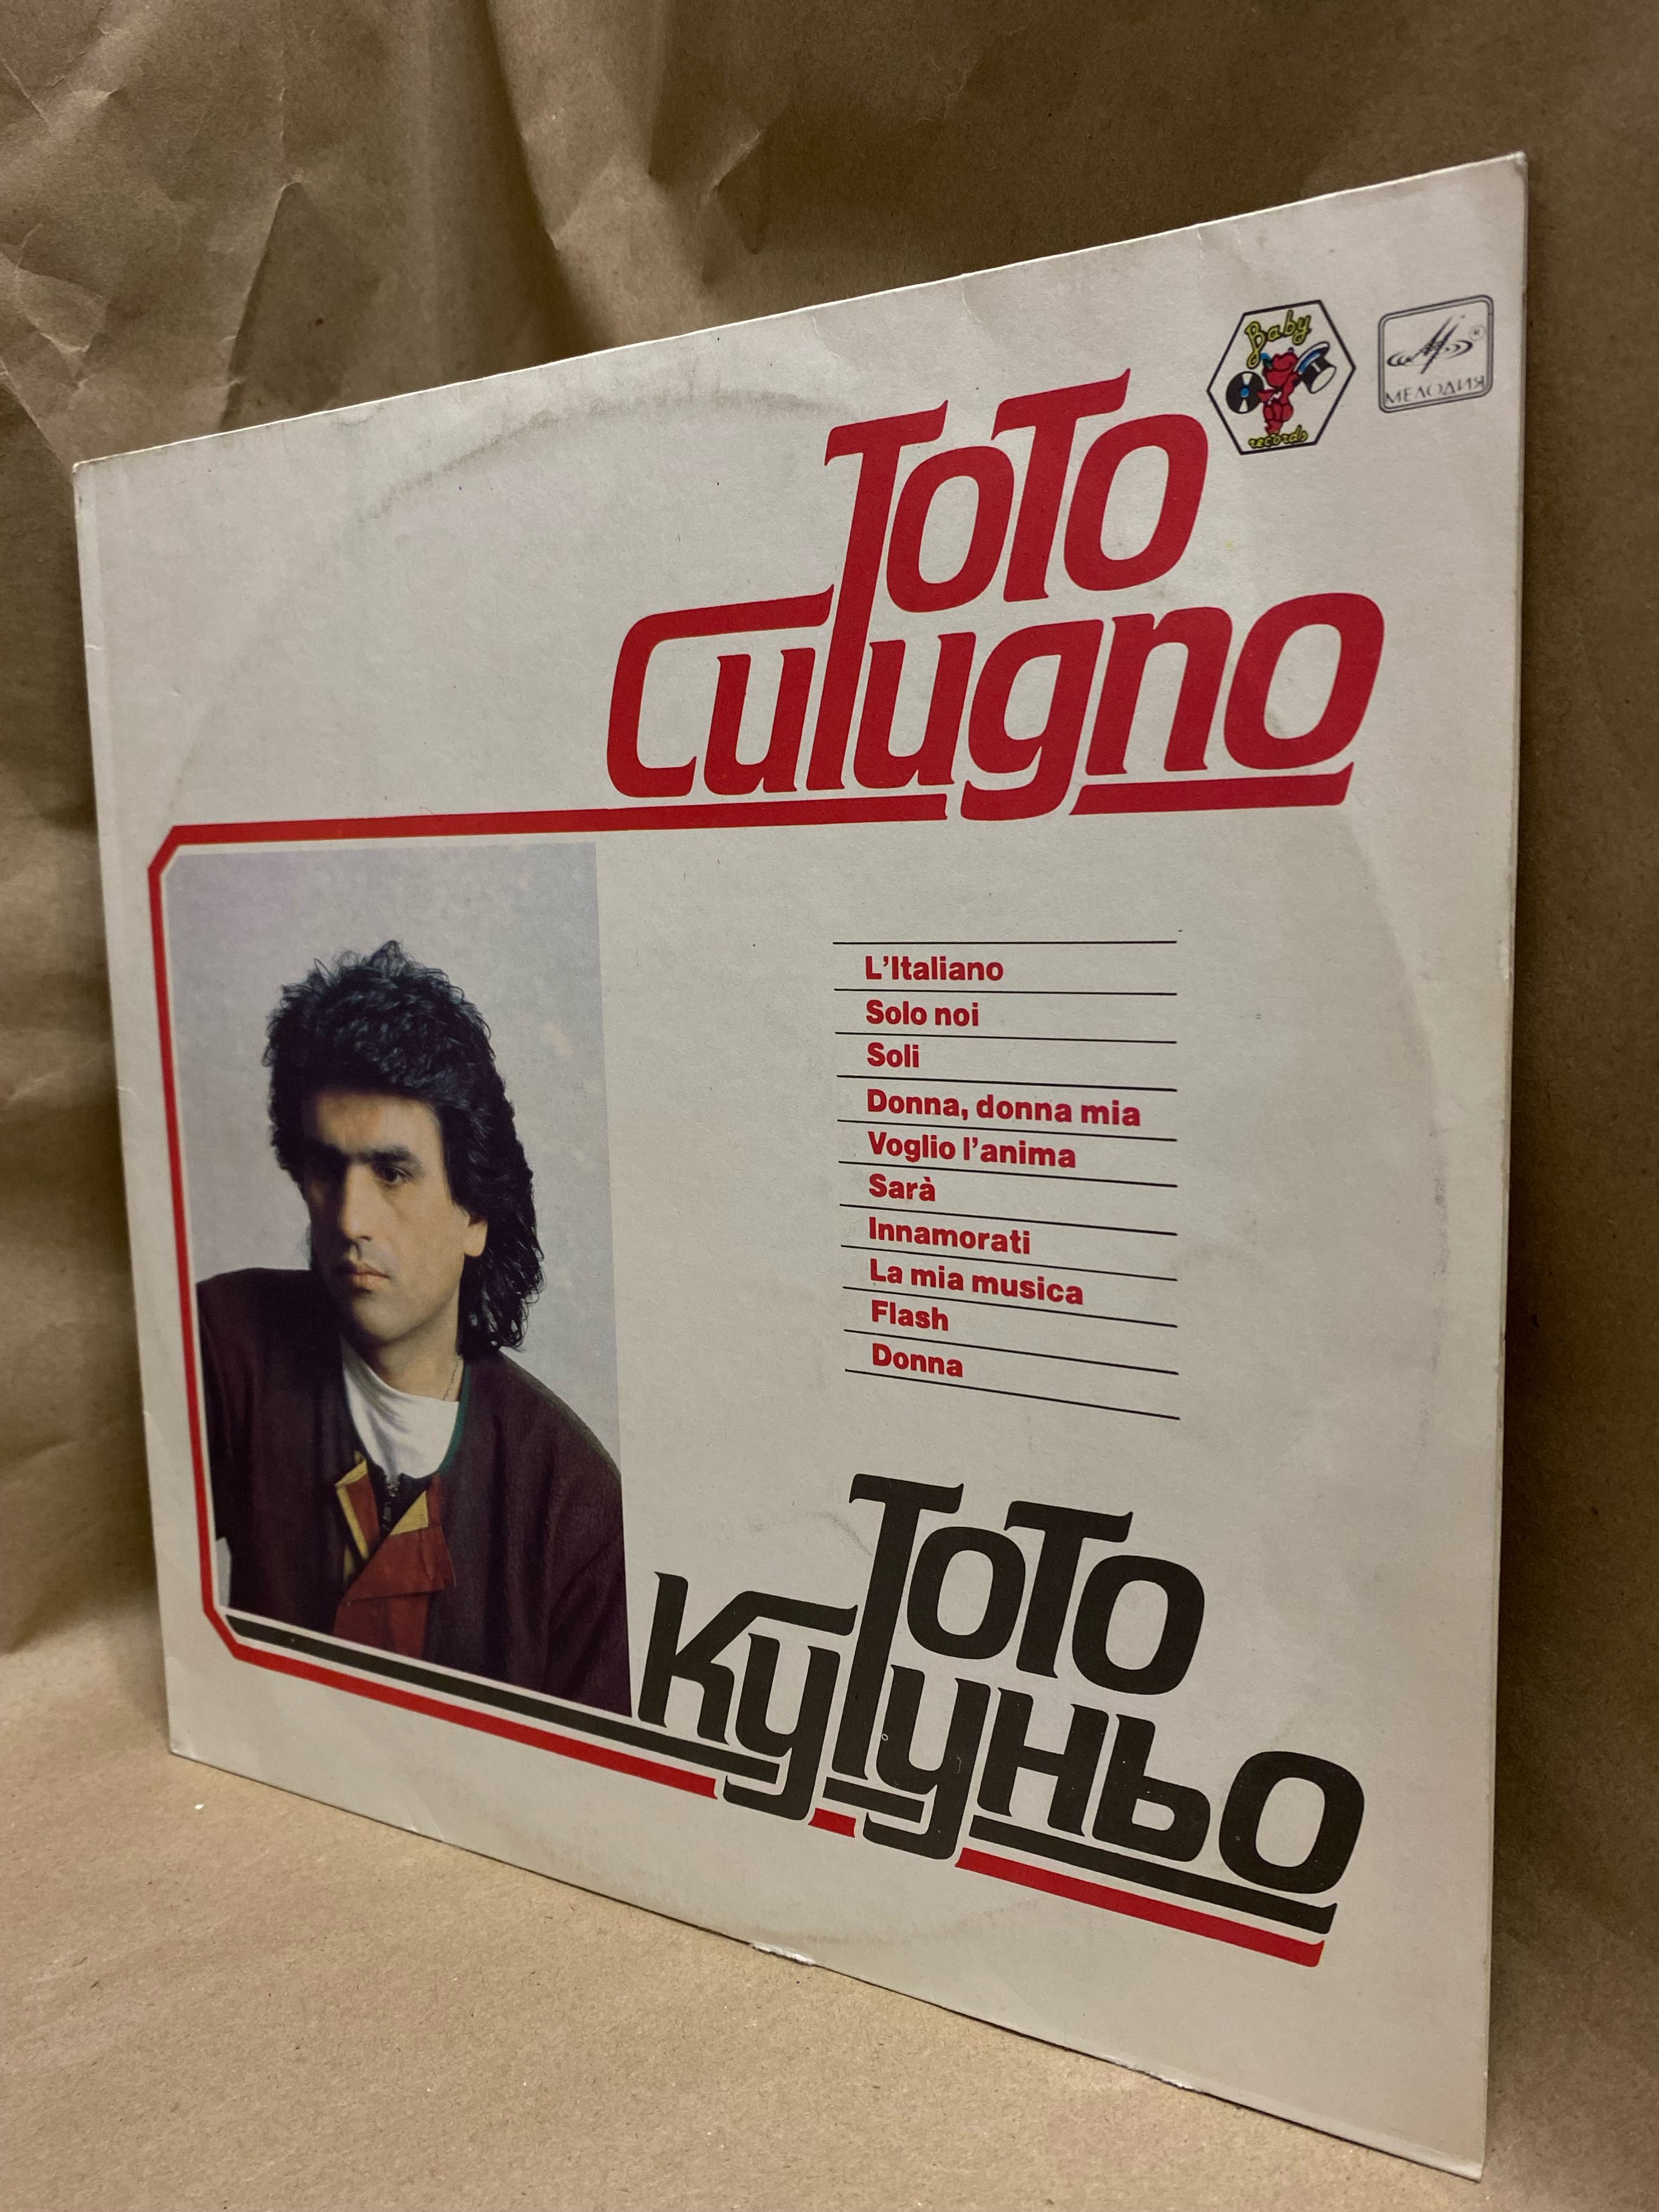 Baby
records
®
МЕЛОДИЯ
Toto
Cutugno
L'Italiano
Solo noi
Soli
Donna, donna mia
Voglio l'anima
Sarà
Innamorati
La mia musica
Flash
Donna
Тото
Кутуньо